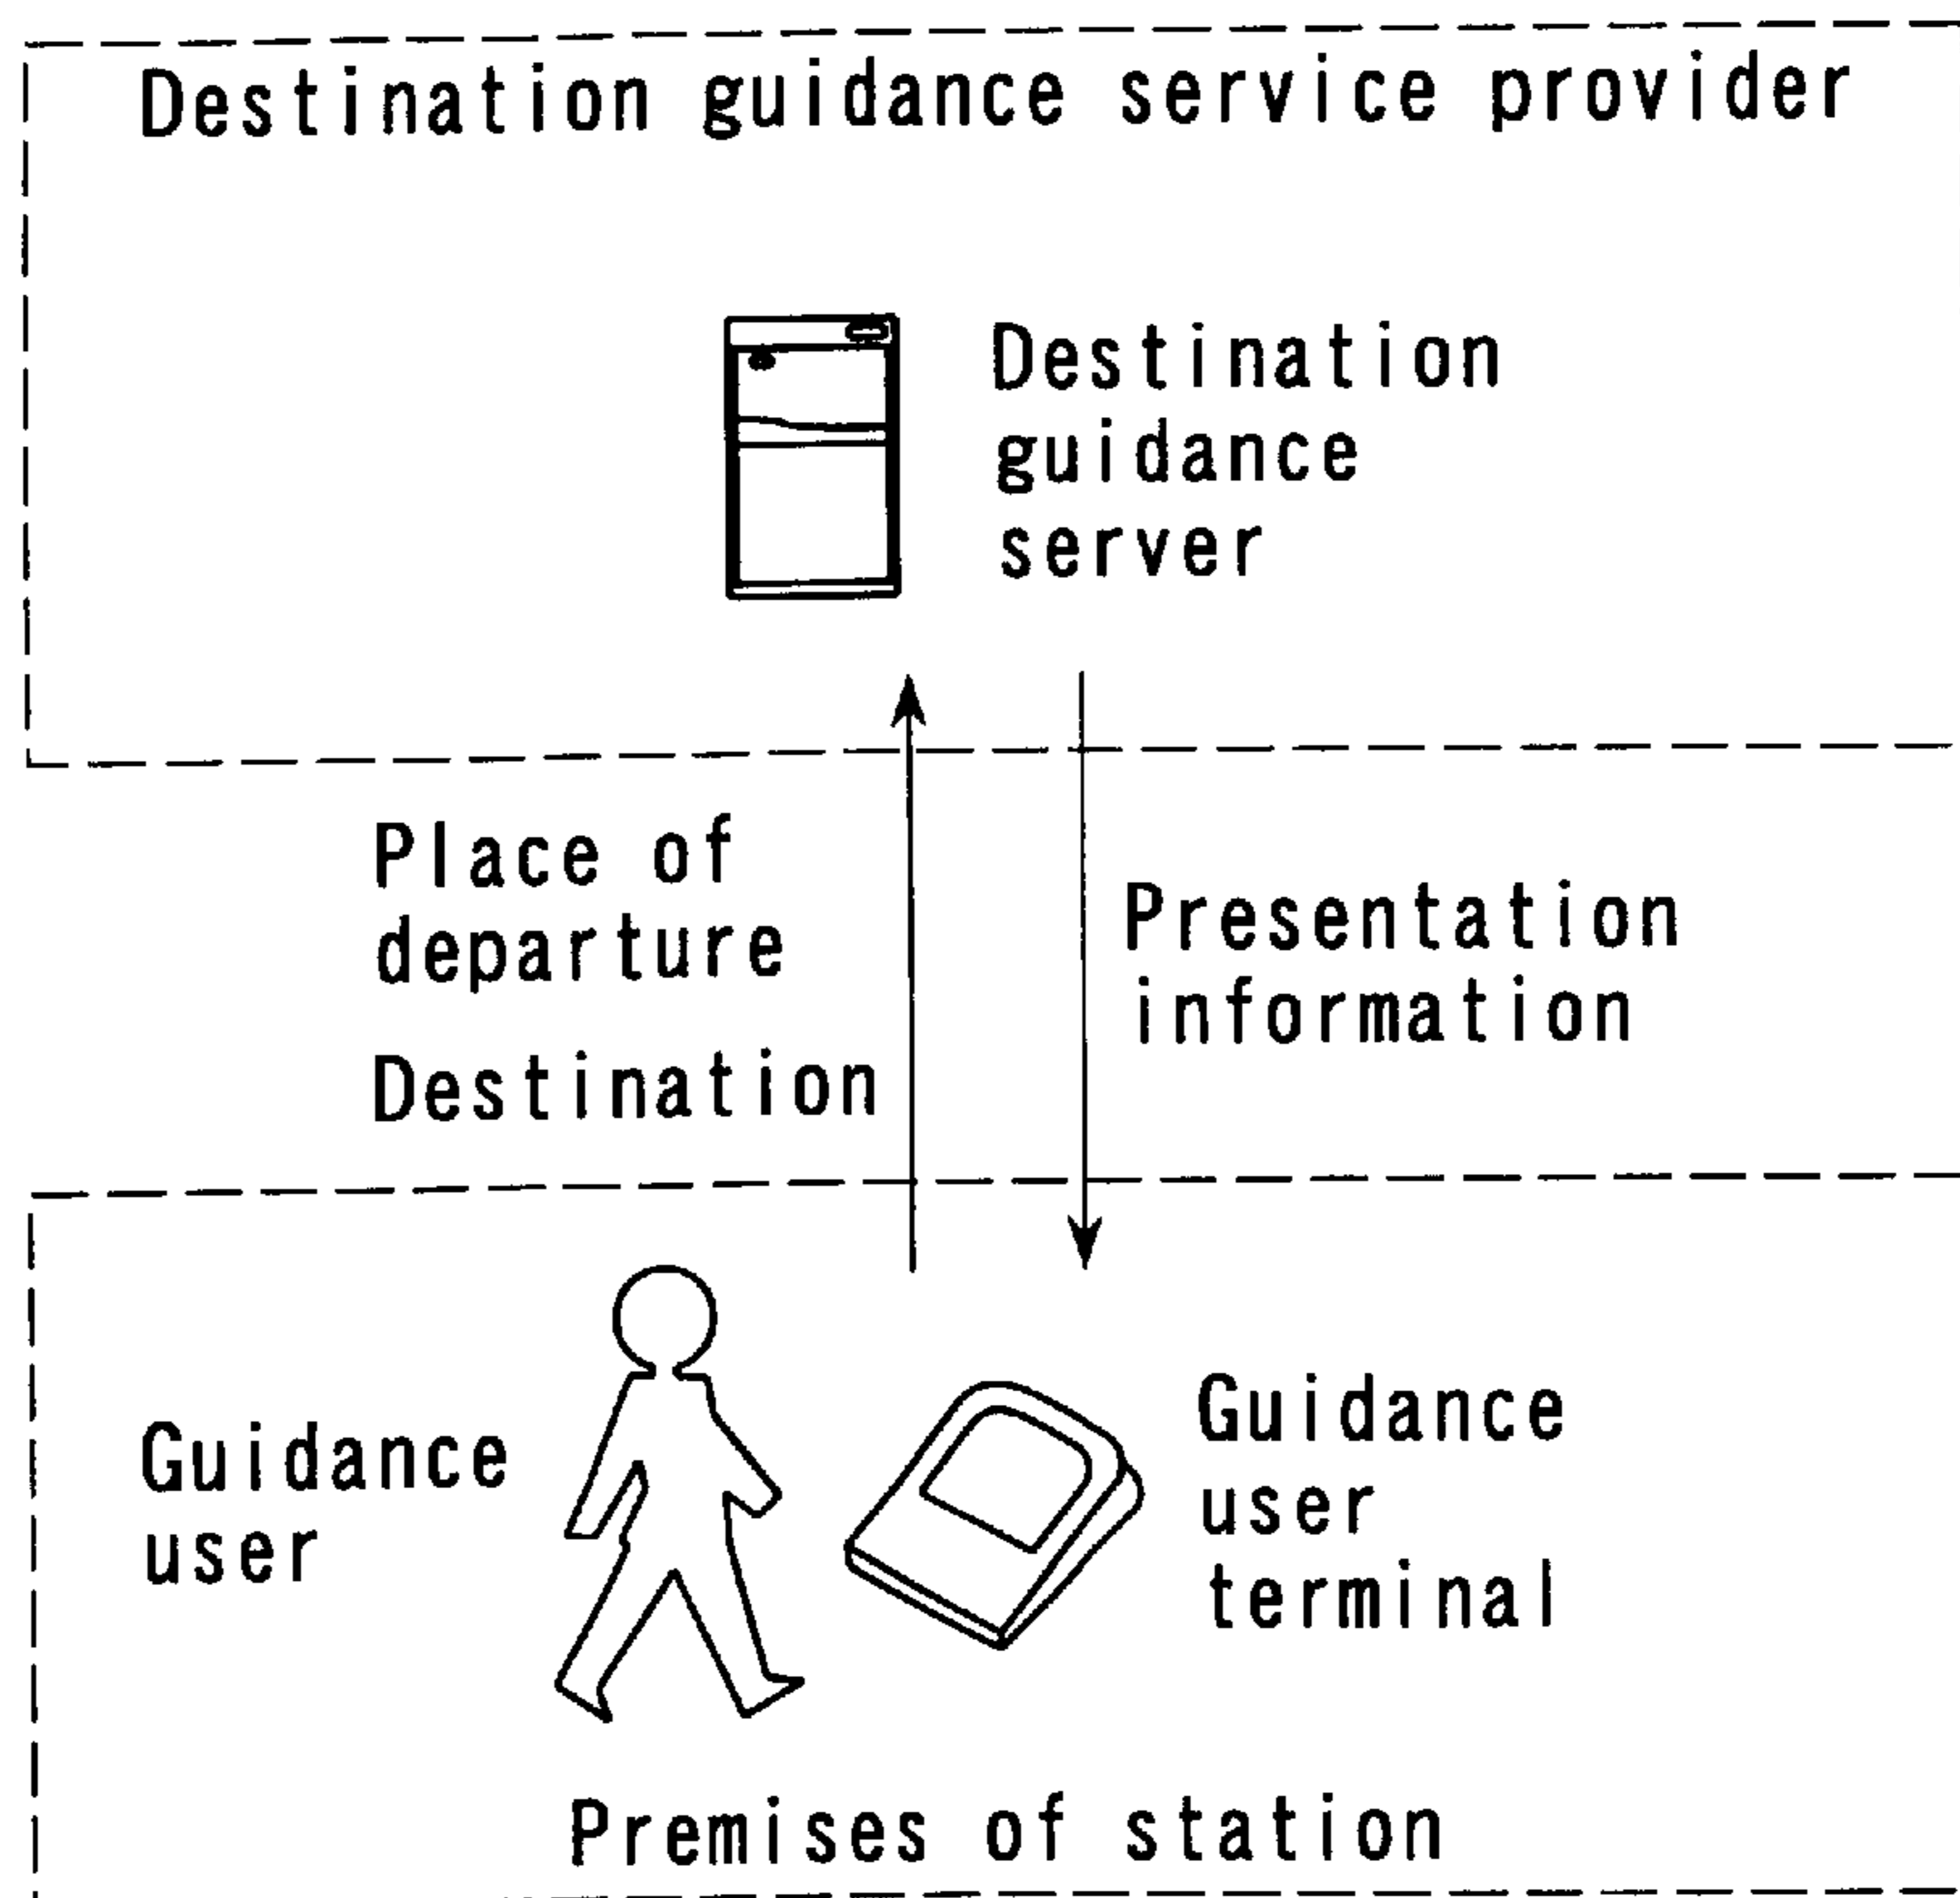 Destination guidance service provider
Destination
guidance
server
Place of
departure
Destination
Presentation
information
Guidance
user
Guidance
user
terminal
Premises of station